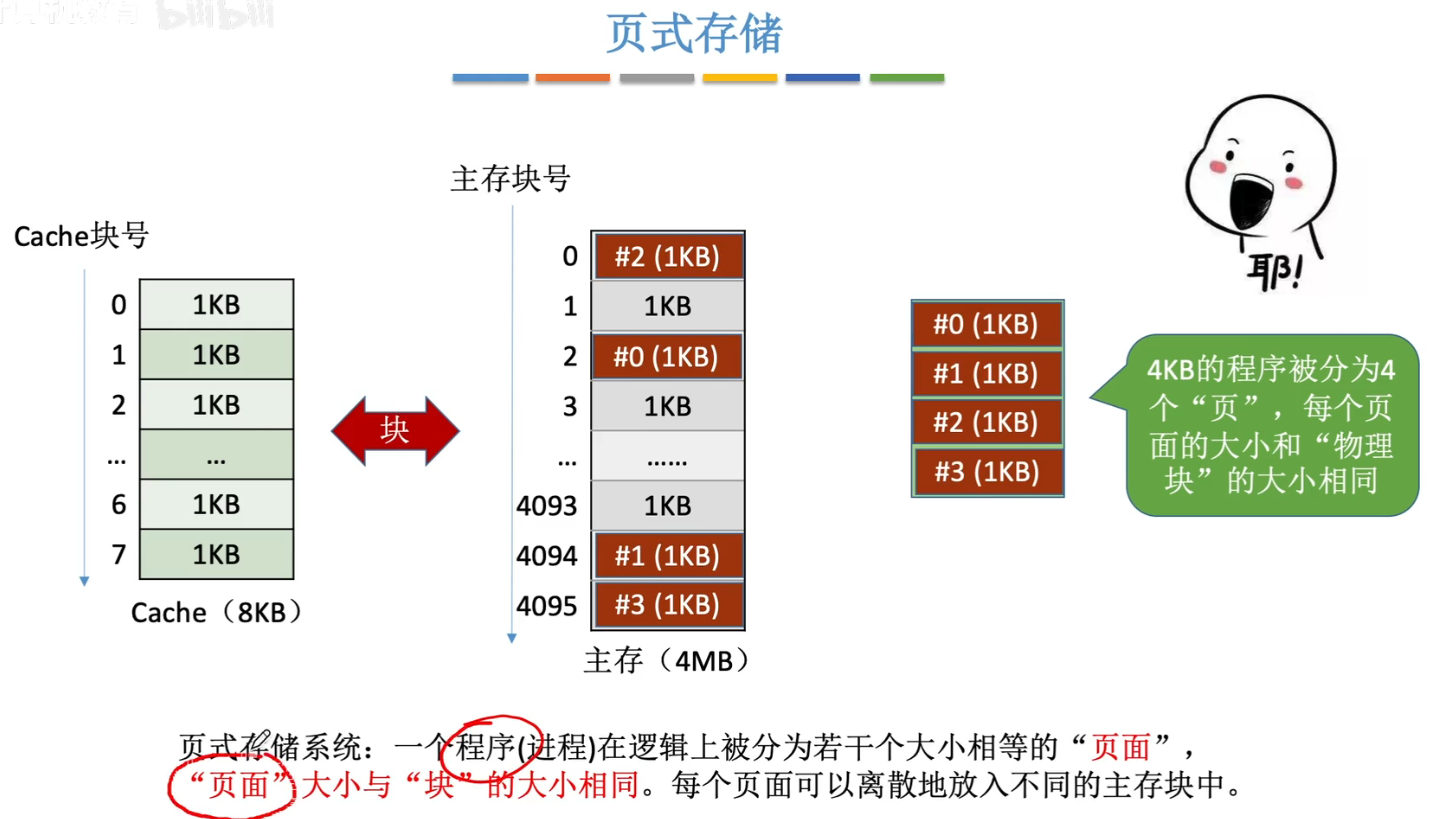 bilibili
页式存储
耶!
主存块号
Cache块号
0 1KB
1 1KB
2 1KB
... ...
6 1KB
7 1KB
Cache（8KB）
块
0 #2 (1KB)
1 1KB
2 #0 (1KB)
3 1KB
... ......
4093 1KB
4094 #1 (1KB)
4095 #3 (1KB)
主存（4MB）
#0 (1KB)
#1 (1KB)
#2 (1KB)
#3 (1KB)
4KB的程序被分为4
个“页”，每个页
面的大小和“物理
块”的大小相同
页式存储系统：一个程序(进程)在逻辑上被分为若干个大小相等的“页面”，
“页面”大小与“块”的大小相同。每个页面可以离散地放入不同的主存块中。